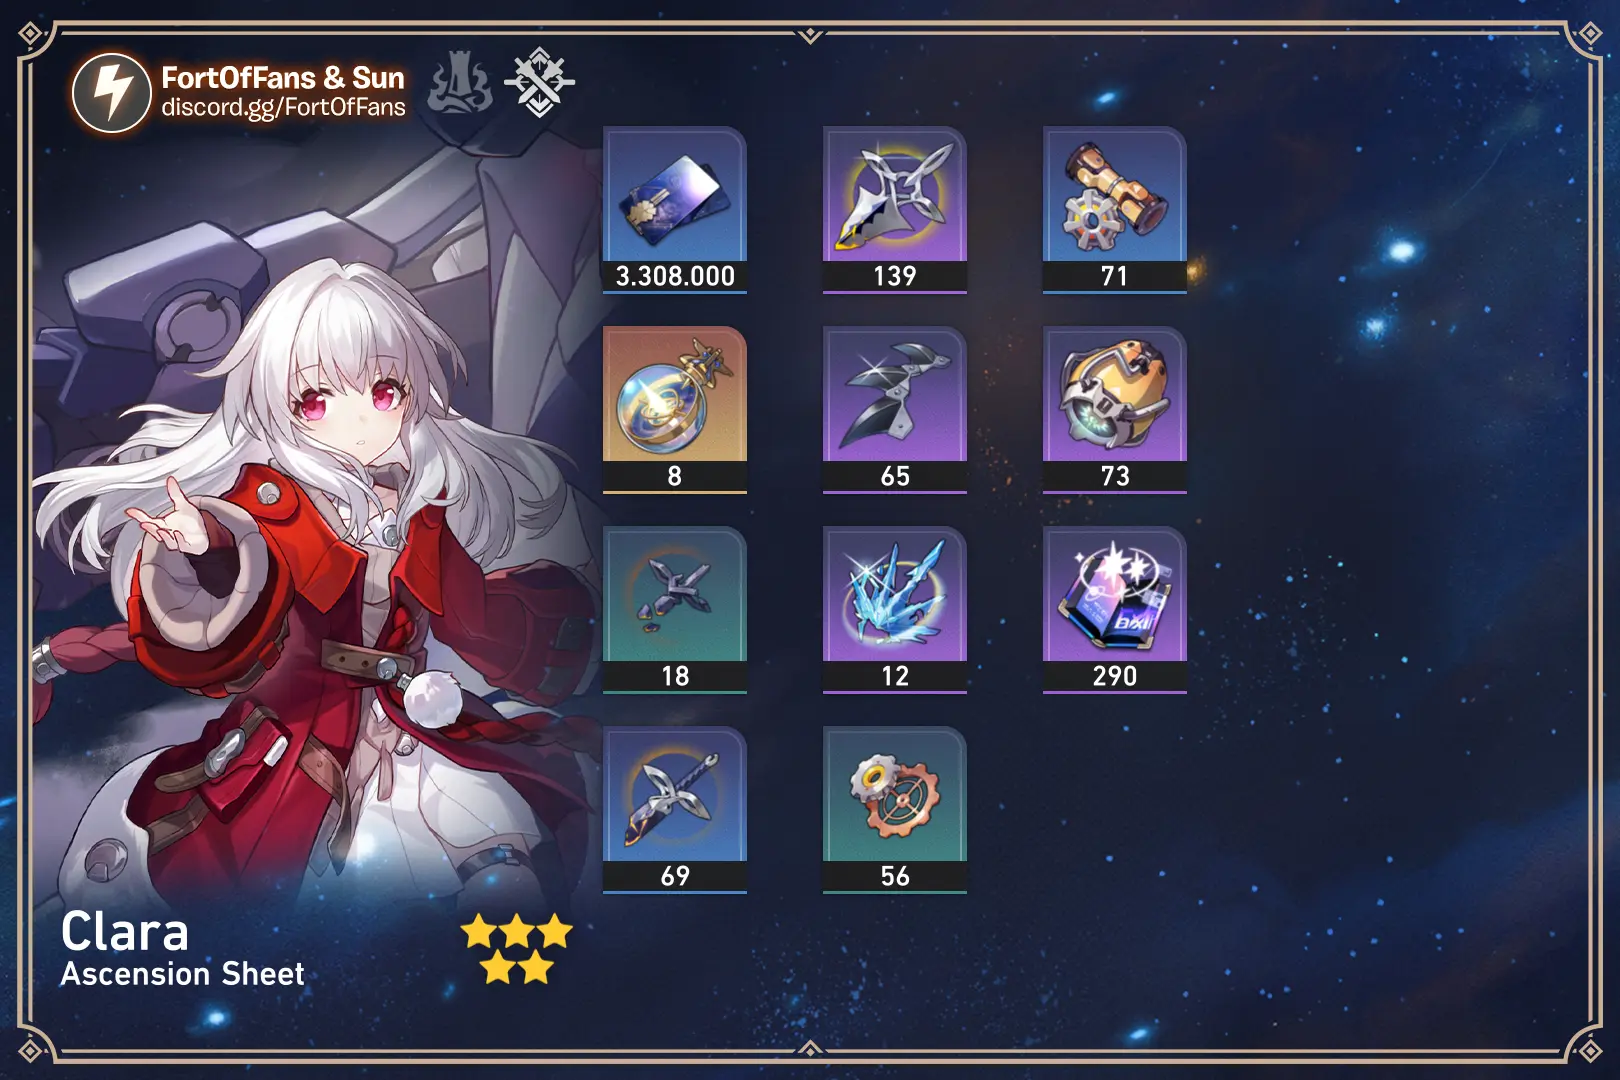 FortOfFans & Sun
discord.gg/FortOfFans
3.308.000
139
71
8
65
73
18
12
290
69
56
Clara
Ascension Sheet